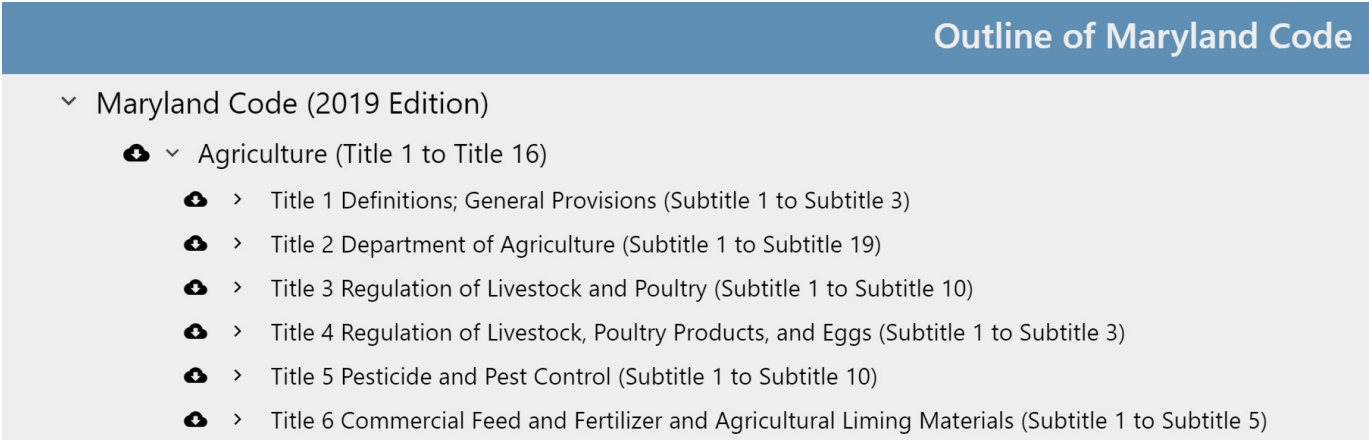 Outline of Maryland Code
Maryland Code (2019 Edition)
Agriculture (Title 1 to Title 16)
Title 1 Definitions; General Provisions (Subtitle 1 to Subtitle 3)
Title 2 Department of Agriculture (Subtitle 1 to Subtitle 19)
Title 3 Regulation of Livestock and Poultry (Subtitle 1 to Subtitle 10)
Title 4 Regulation of Livestock, Poultry Products, and Eggs (Subtitle 1 to Subtitle 3)
Title 5 Pesticide and Pest Control (Subtitle 1 to Subtitle 10)
Title 6 Commercial Feed and Fertilizer and Agricultural Liming Materials (Subtitle 1 to Subtitle 5)